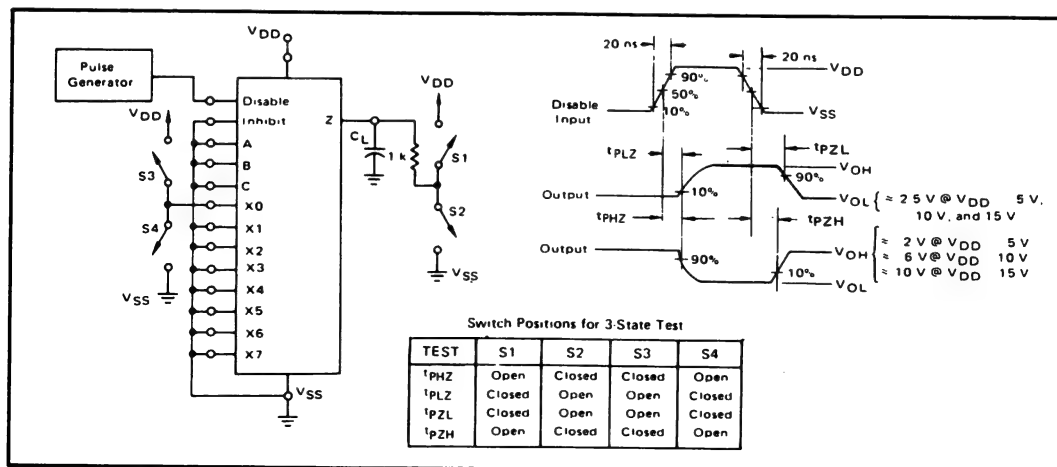 Pulse
Generator
VDD
VDD
VDD
Disable
Inhibit
A
B
C
X0
X1
X2
X3
X4
X5
X6
X7
Z
CL
1 k
S1
S2
S3
S4
VSS
VSS
VSS
20 ns
20 ns
90%
50%
10%
Disable
Input
VDD
VSS
tPLZ
tPZL
Output
10%
VOH
90%
VOL { ≈ 2 5 V @ VDD 5 V,
10 V, and 15 V
tPHZ
tPZH
Output
90%
10%
VOH
VOL
≈ 2 V @ VDD 5 V
≈ 6 V @ VDD 10 V
≈ 10 V @ VDD 15 V
Switch Positions for 3-State Test
TEST S1 S2 S3 S4
tPHZ Open Closed Closed Open
tPLZ Closed Open Open Closed
tPZL Closed Open Open Closed
tPZH Open Closed Closed Open